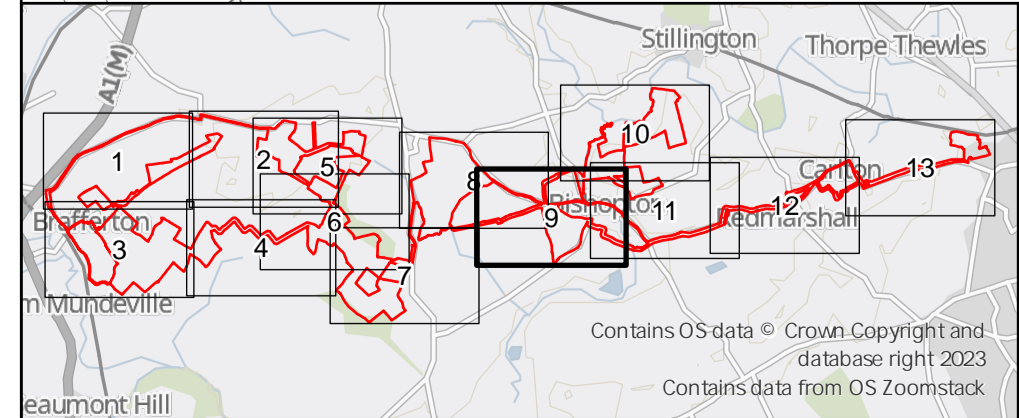 Stillington
Thorpe Thewles
A1(M)
10
1
2
5
13
Carlton
8
Bishopton
11
12
Redmarshall
9
Brafferton
6
3
4
7
m Mundeville
Contains OS data © Crown Copyright and
database right 2023
Contains data from OS Zoomstack
eaumont Hill